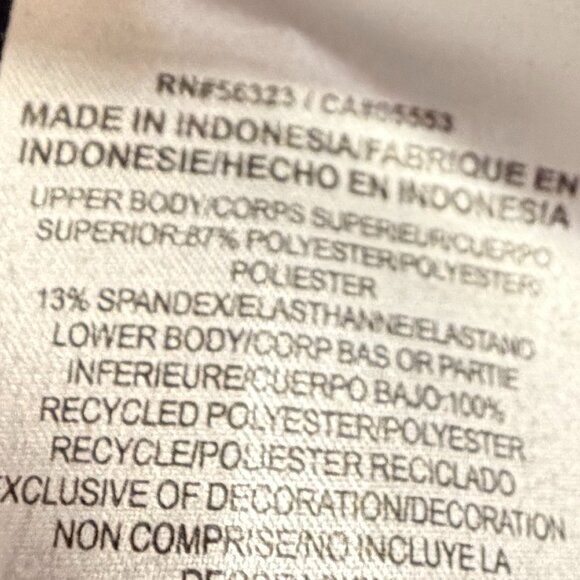 RN#56323 / CA#05553
MADE IN INDONESIA/FABRIQUE EN
INDONESIE/HECHO EN INDONESIA
UPPER BODY/CORPS SUPERIEUR/CUERPO
SUPERIOR:87% POLYESTER/POLYESTER/
POLIESTER
13% SPANDEX/ELASTHANNE/ELASTANO
LOWER BODY/CORP BAS OR PARTIE
INFERIEURE/CUERPO BAJO:100%
RECYCLED POLYESTER/POLYESTER
RECYCLE/POLIESTER RECICLADO
EXCLUSIVE OF DECORATION/DECORATION
NON COMPRISE/NO INCLUYE LA